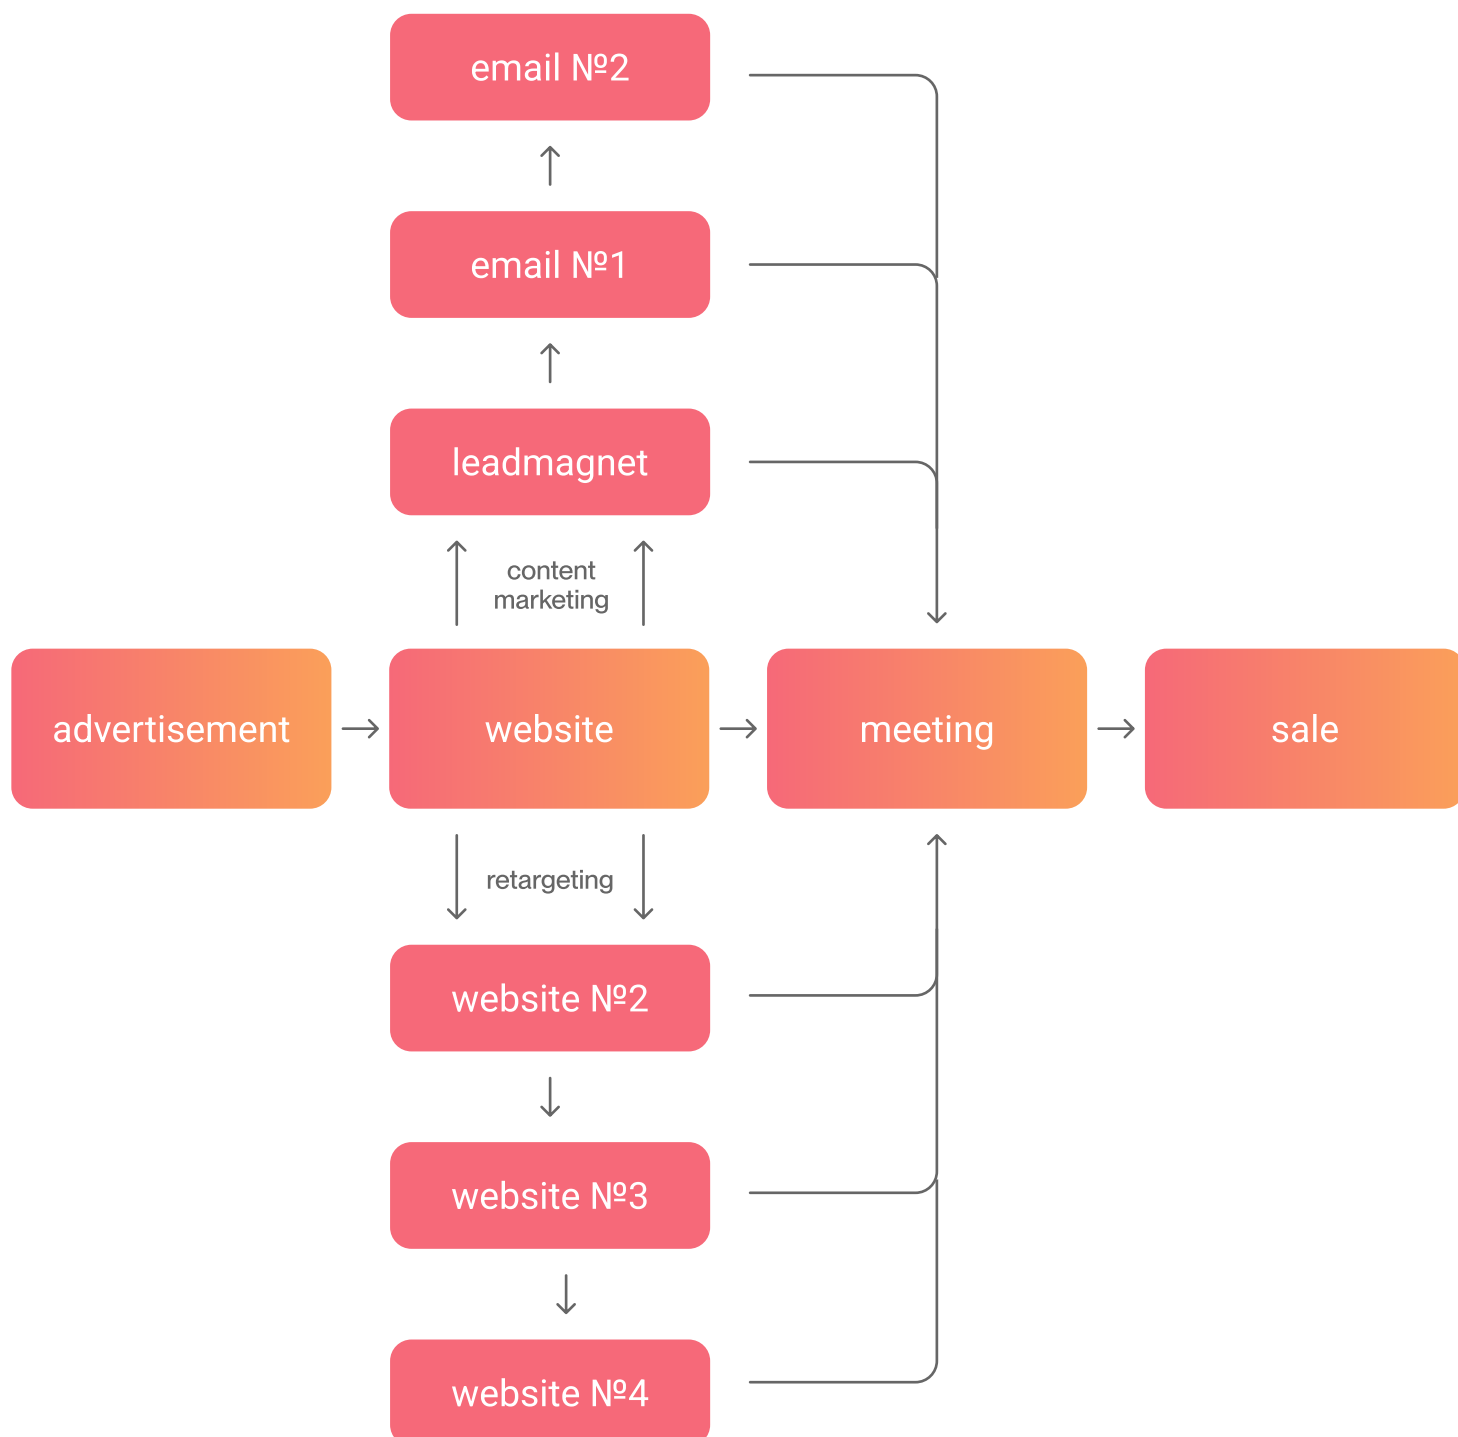 email №2
email №1
leadmagnet
content
marketing
advertisement
website
meeting
sale
retargeting
website №2
website №3
website №4